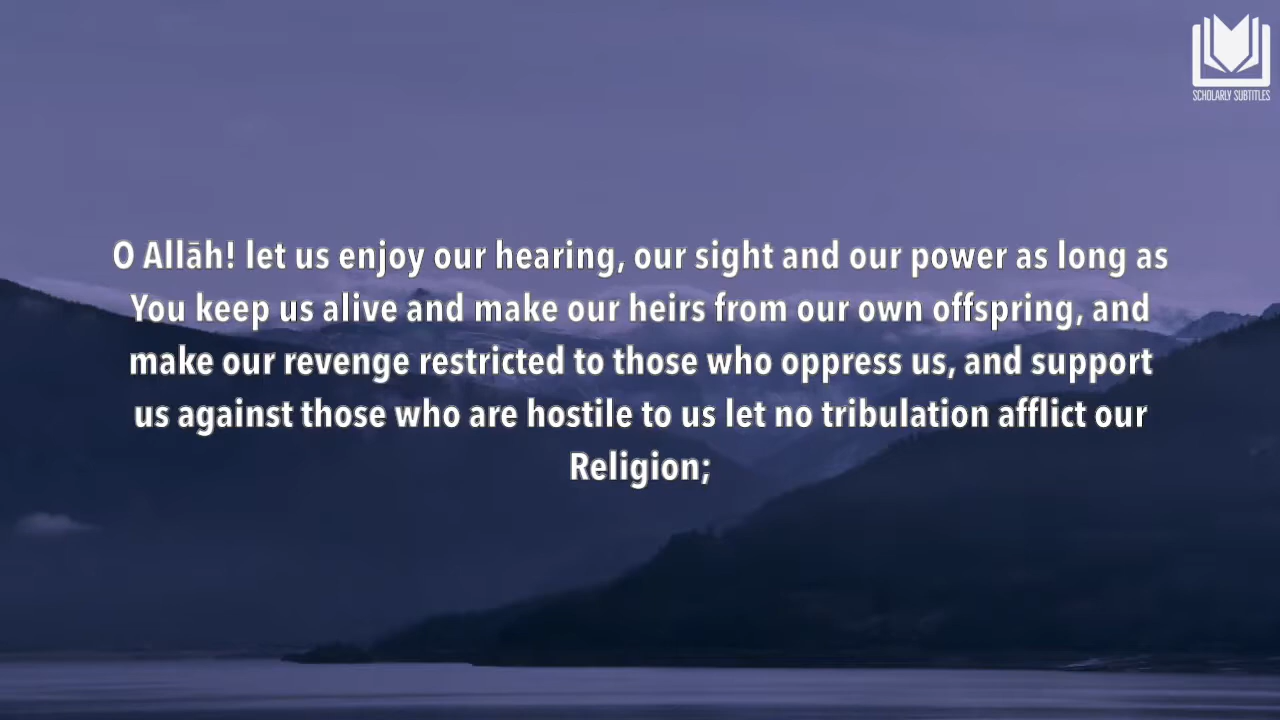 SCHOLARLY SUBTITLES
O Allāh! let us enjoy our hearing, our sight and our power as long as
You keep us alive and make our heirs from our own offspring, and
make our revenge restricted to those who oppress us, and support
us against those who are hostile to us let no tribulation afflict our
Religion;